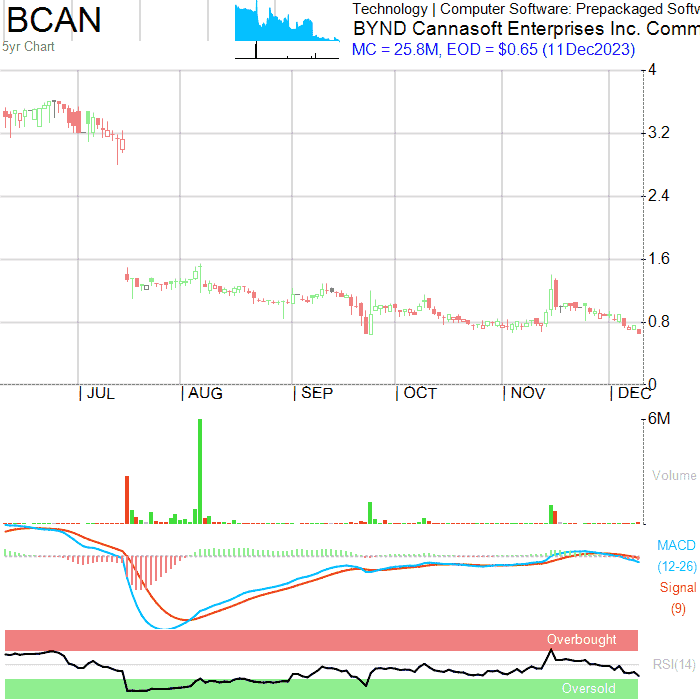 BCAN
5yr Chart
Technology | Computer Software: Prepackaged Softw
BYND Cannasoft Enterprises Inc. Comm
MC = 25.8M, EOD = $0.65 (11Dec2023)
4
3.2
2.4
1.6
0.8
0
JUL
AUG
SEP
OCT
NOV
DEC
6M
Volume
MACD
(12-26)
Signal
(9)
Overbought
RSI(14)
Oversold